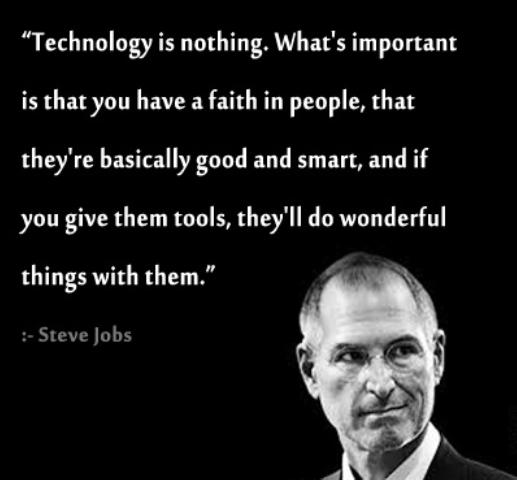 “Technology is nothing. What's important
is that you have a faith in people, that
they're basically good and smart, and if
you give them tools, they'll do wonderful
things with them.”
:- Steve Jobs